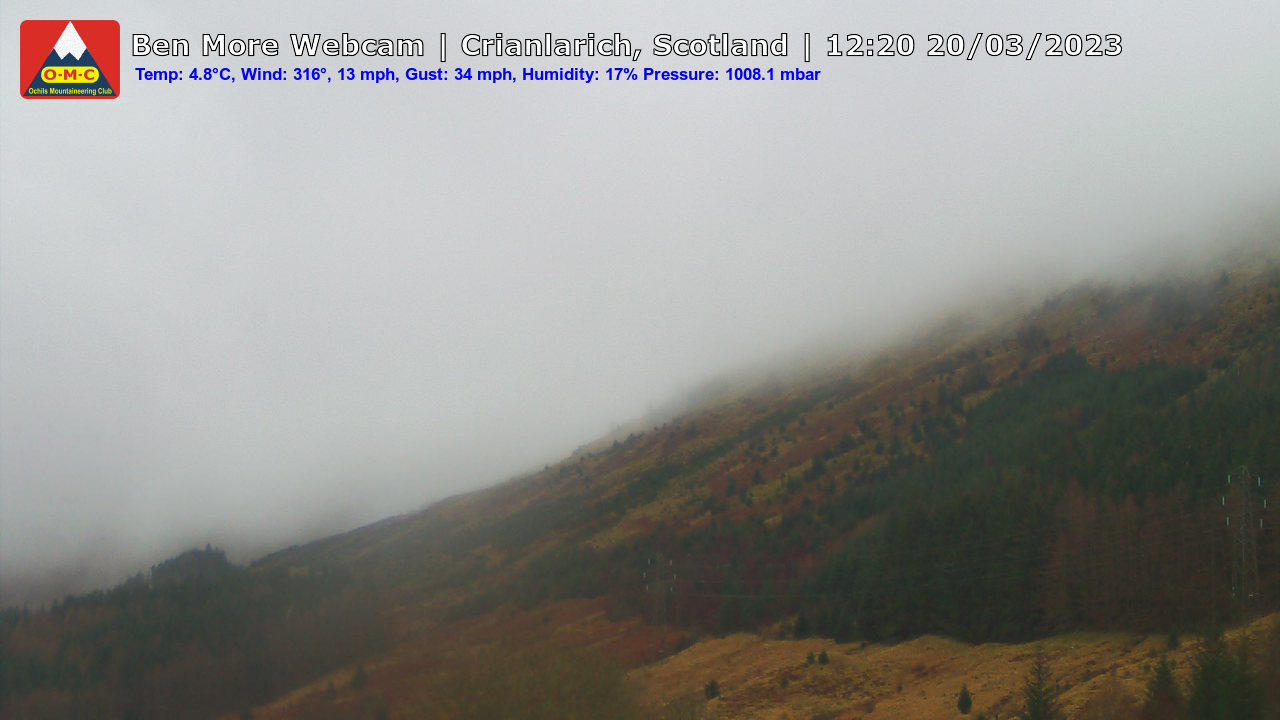 Ben More Webcam | Crianlarich, Scotland | 12:20 20/03/2023
Temp: 4.8°C, Wind: 316°, 13 mph, Gust: 34 mph, Humidity: 17% Pressure: 1008.1 mbar
O·M·C
Ochils Mountaineering Club